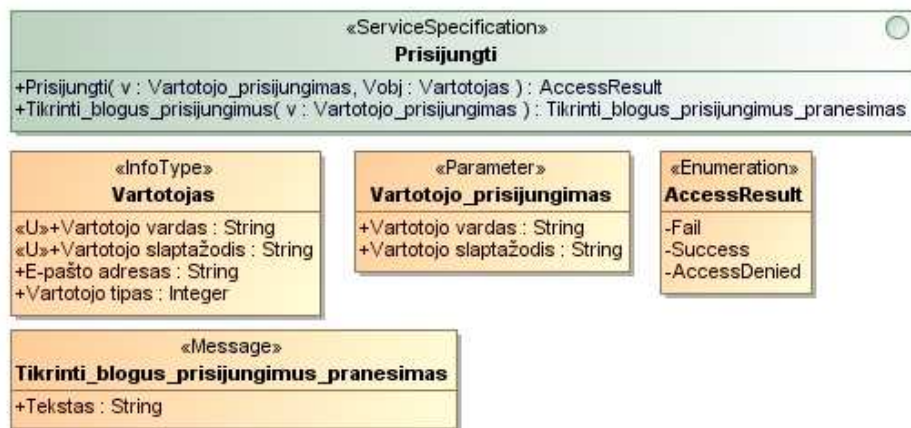 «ServiceSpecification»
Prisijungti
+Prisijungti( v : Vartotojo_prisijungimas, Vobj : Vartotojas ) : AccessResult
+Tikrinti_blogus_prisijungimus( v : Vartotojo_prisijungimas ) : Tikrinti_blogus_prisijungimus_pranesimas
«InfoType»
Vartotojas
«U»+Vartotojo vardas : String
«U»+Vartotojo slaptažodis : String
+E-pašto adresas : String
+Vartotojo tipas : Integer
«Parameter»
Vartotojo_prisijungimas
+Vartotojo vardas : String
+Vartotojo slaptažodis : String
«Enumeration»
AccessResult
-Fail
-Success
-AccessDenied
«Message»
Tikrinti_blogus_prisijungimus_pranesimas
+Tekstas : String